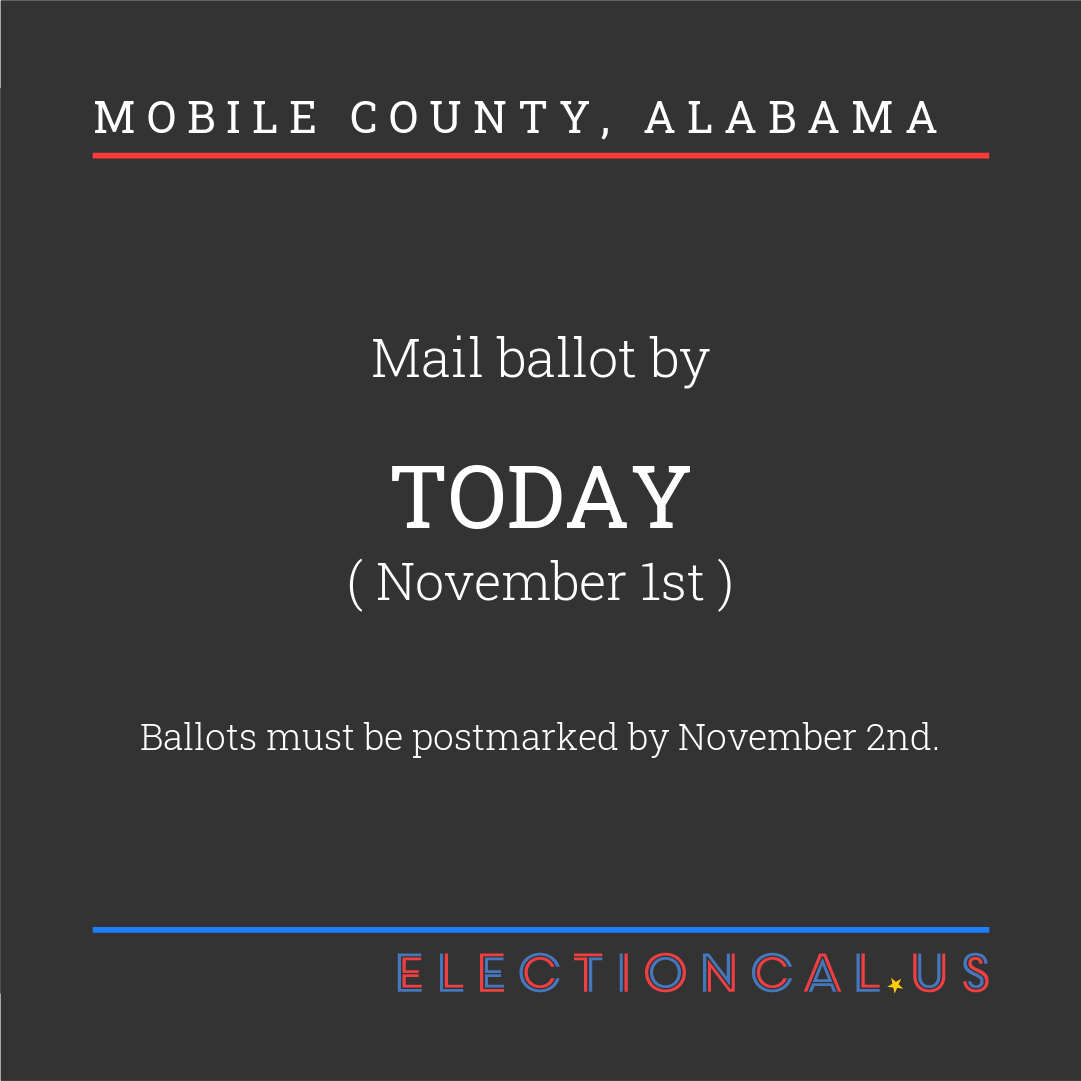 MOBILE COUNTY, ALABAMA
Mail ballot by
TODAY
( November 1st )
Ballots must be postmarked by November 2nd.
ELECTIONCAL.US